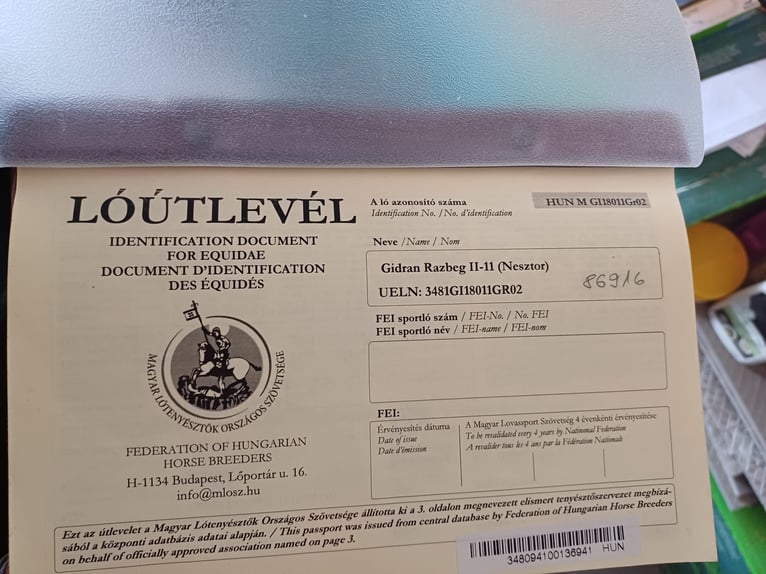 LÓÚTLEVÉL
IDENTIFICATION DOCUMENT
FOR EQUIDAE
DOCUMENT D'IDENTIFICATION
DES ÉQUIDÉS
MAGYAR LÓTENYÉSZTŐK ORSZÁGOS SZÖVETSÉGE
FEDERATION OF HUNGARIAN
HORSE BREEDERS
H-1134 Budapest, Lőportár u. 16.
info@mlosz.hu
A ló azonosító száma
Identification No. /No. d'identification
HUN M GI18011Gr02
Neve /Name / Nom
Gidran Razbeg II-11 (Nesztor)
UELN: 3481GI18011GR02
86916
FEI sportló szám / FEI-No. / No. FEI
FEI sportló név / FEI-name / FEI-nom
FEI:
Érvényesítés dátuma
Date of issue
Date d'émission
A Magyar Lovassport Szövetség 4 évenkénti érvényesítése
To be revalidated every 4 years by National Federation
A revalider tous les 4 ans par la Fédération Nationale
Ezt az útlevelet a Magyar Lótenyésztők Országos Szövetsége állította ki a 3. oldalon megnevezett elismert tenyésztőszervezet megbízá-
sából a központi adatbázis adatai alapján. / This passport was issued from central database by Federation of Hungarian Horse Breeders
on behalf of officially approved association named on page 3.
348094100136941 HUN